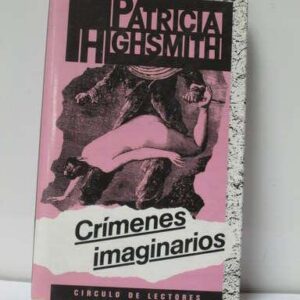 PATRICIA
HIGHSMITH
Crímenes
imaginarios
CIRCULO DE LECTORES